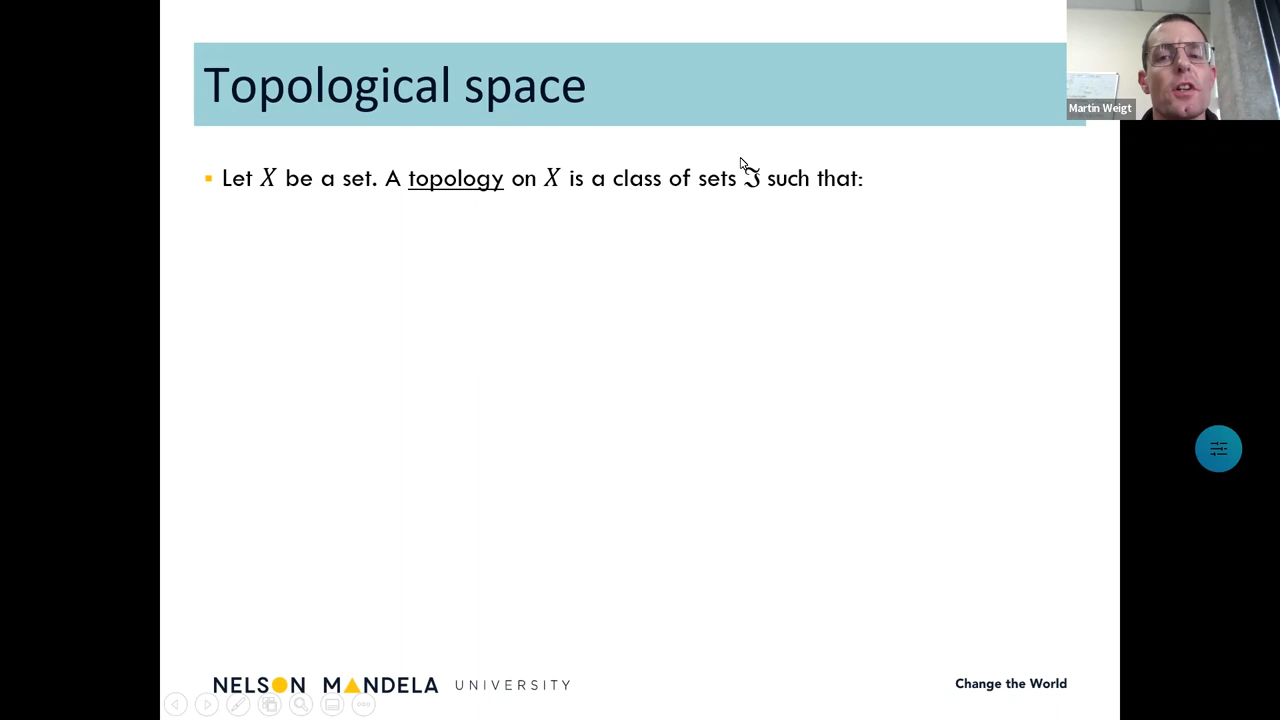 Topological space
Martin Weigt
Let X be a set. A topology on X is a class of sets ℑ such that:
NELSON MANDELA UNIVERSITY
Change the World